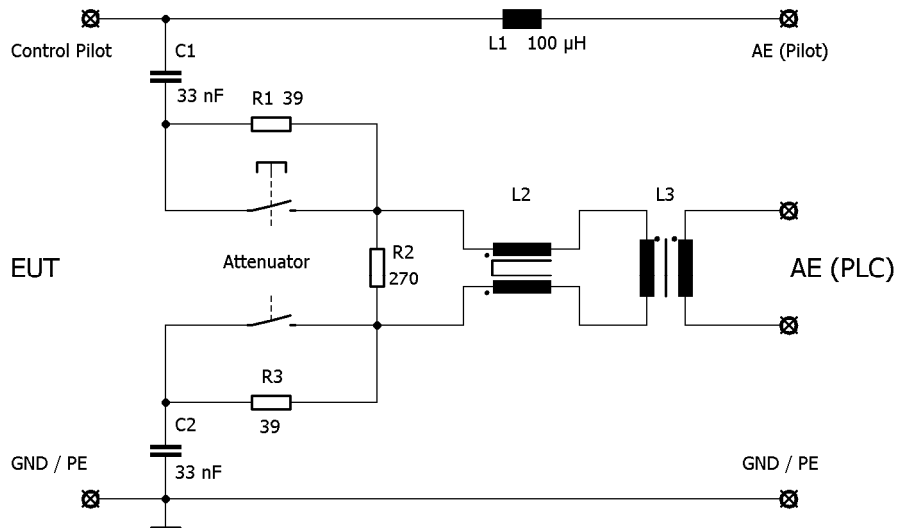 Control Pilot
C1
33 nF
L1 100 µH
AE (Pilot)
R1 39
L2
L3
EUT
Attenuator
R2
270
AE (PLC)
R3
39
C2
33 nF
GND / PE
GND / PE